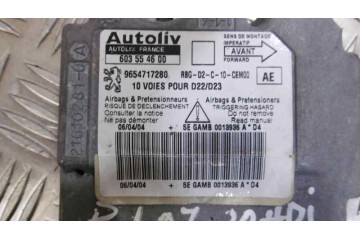 Autoliv
AUTOLIV FRANCE
603 55 46 00
SENS DE MONTAGE
IMPERATIF
AVANT
FORWARD
9654717280
RBG-D2-C-10-CEM00
AE
10 VOIES POUR D22/D23
Airbags & Pretensionneurs
RISQUE DE DECLENCHEMENT
Consulter la notice
Ne pas démonter
Airbags & Pretensioners
Triggering hazard
Do not remove
Read manual
06/04/04 + 5E GAMB 0013936 A * D4
06/04/04 + 5E GAMB 0013936 A * D4